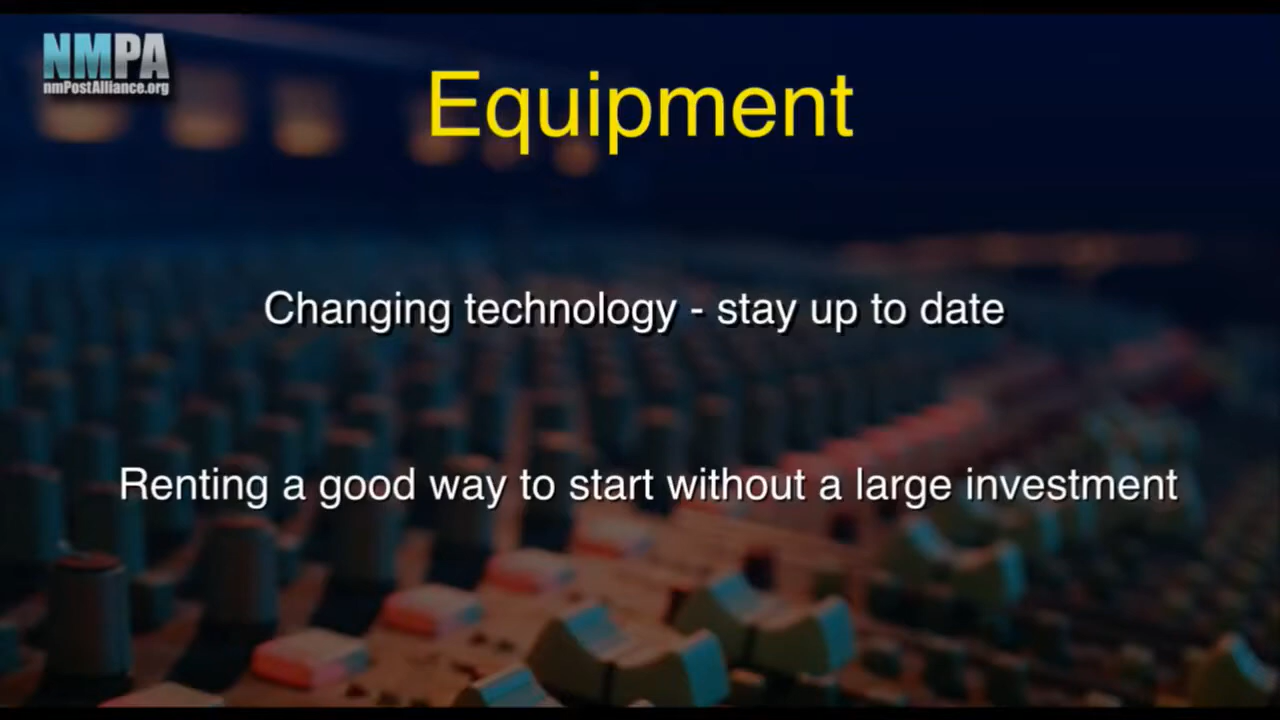 NMPA
nmPostAlliance.org
Equipment
Changing technology - stay up to date
Renting a good way to start without a large investment